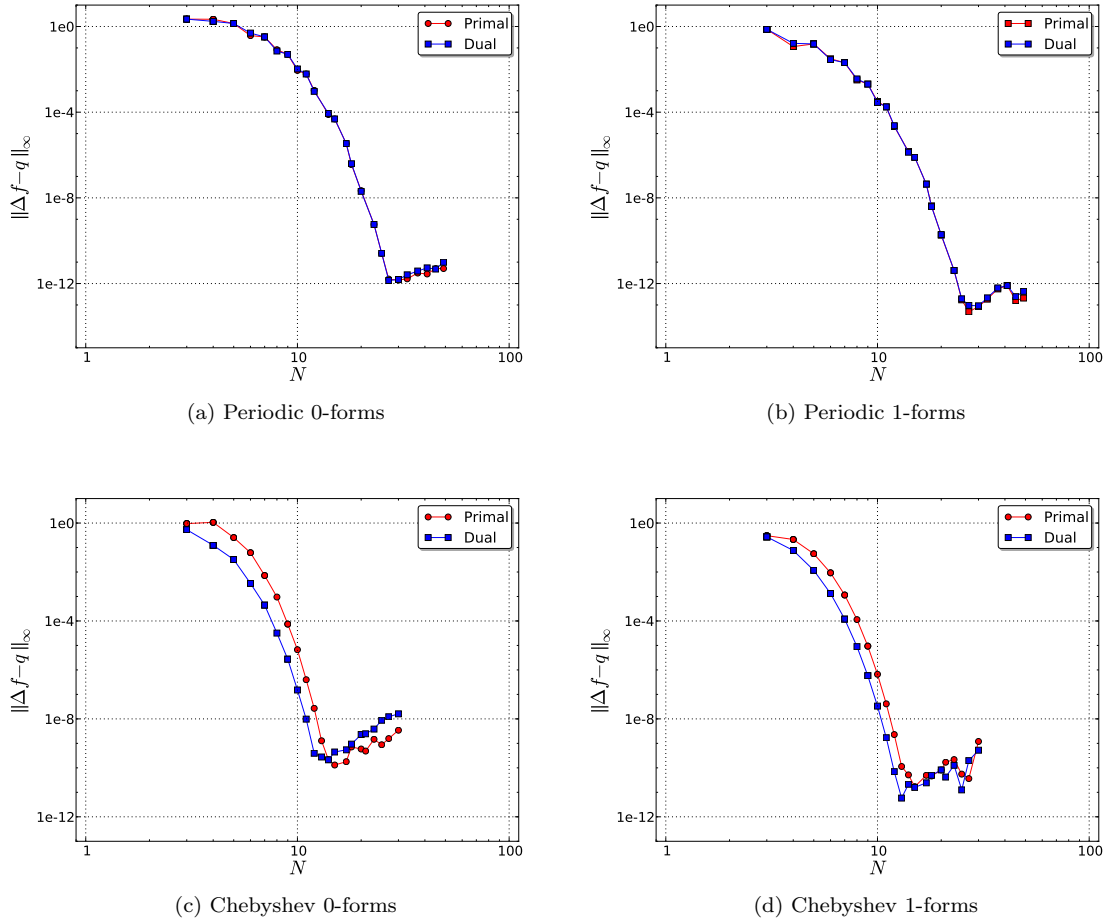 1e0
1e-4
1e-8
1e-12
‖Δf−q‖∞
1
10
100
N
Primal
Dual
(a) Periodic 0-forms
1e0
1e-4
1e-8
1e-12
‖Δf−q‖∞
1
10
100
N
Primal
Dual
(b) Periodic 1-forms
1e0
1e-4
1e-8
1e-12
‖Δf−q‖∞
1
10
100
N
Primal
Dual
(c) Chebyshev 0-forms
1e0
1e-4
1e-8
1e-12
‖Δf−q‖∞
1
10
100
N
Primal
Dual
(d) Chebyshev 1-forms